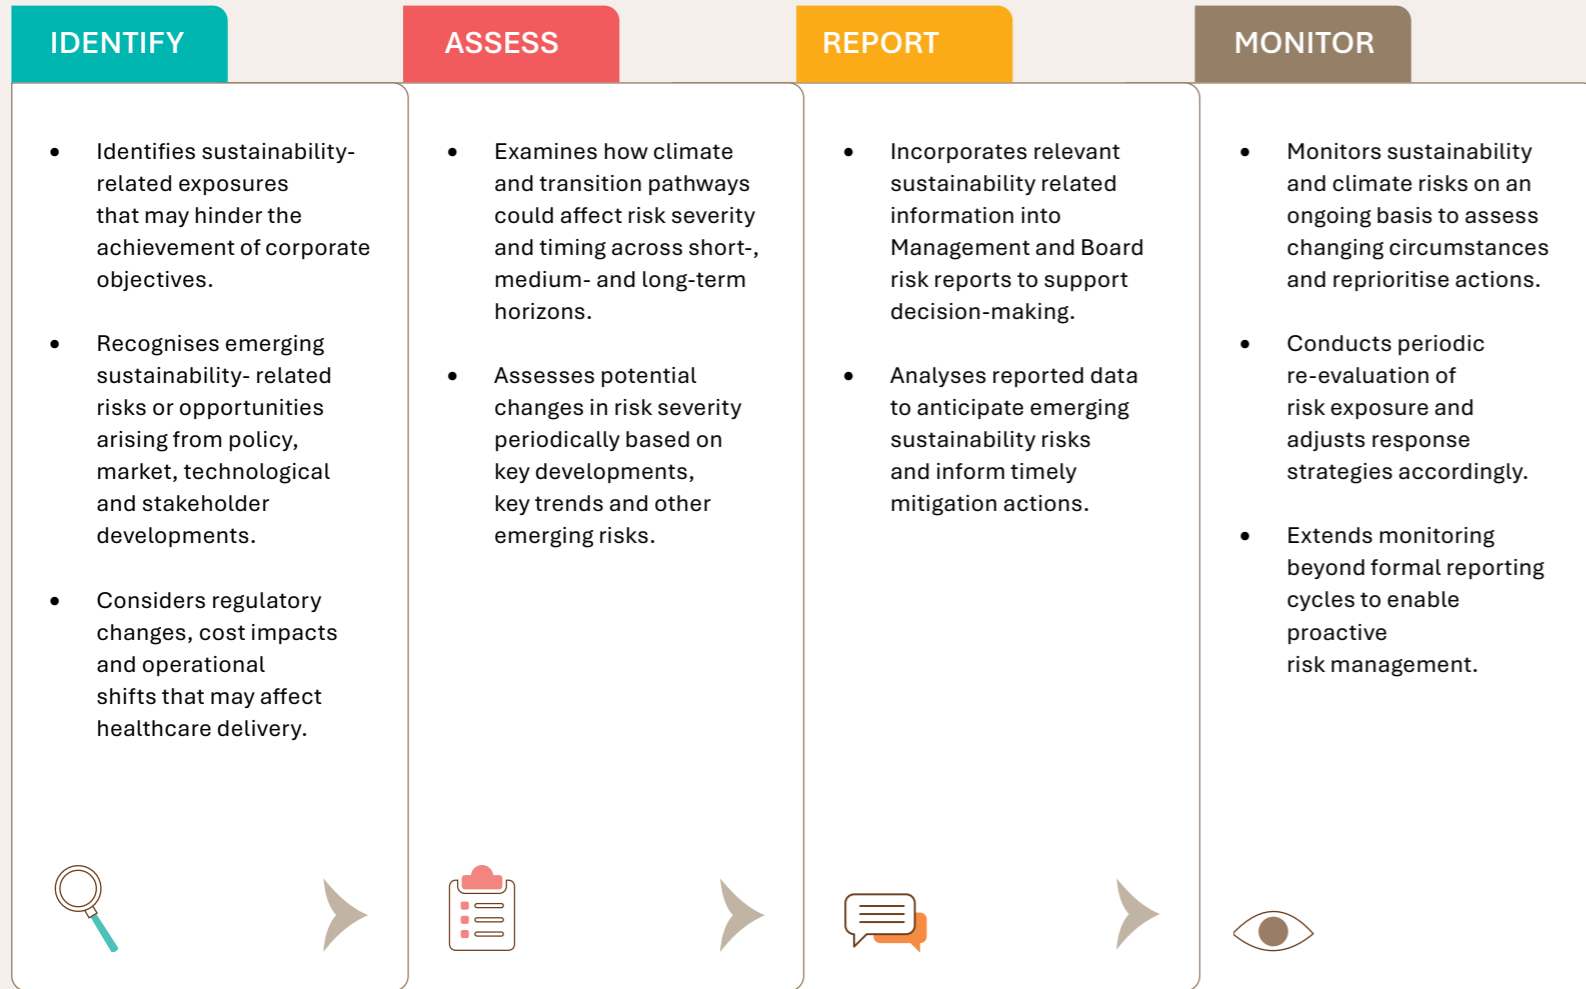 IDENTIFY
• Identifies sustainability-
related exposures
that may hinder the
achievement of corporate
objectives.
• Recognises emerging
sustainability- related
risks or opportunities
arising from policy,
market, technological
and stakeholder
developments.
• Considers regulatory
changes, cost impacts
and operational
shifts that may affect
healthcare delivery.
ASSESS
• Examines how climate
and transition pathways
could affect risk severity
and timing across short-,
medium- and long-term
horizons.
• Assesses potential
changes in risk severity
periodically based on
key developments,
key trends and other
emerging risks.
REPORT
• Incorporates relevant
sustainability related
information into
Management and Board
risk reports to support
decision-making.
• Analyses reported data
to anticipate emerging
sustainability risks
and inform timely
mitigation actions.
MONITOR
• Monitors sustainability
and climate risks on an
ongoing basis to assess
changing circumstances
and reprioritise actions.
• Conducts periodic
re-evaluation of
risk exposure and
adjusts response
strategies accordingly.
• Extends monitoring
beyond formal reporting
cycles to enable
proactive
risk management.